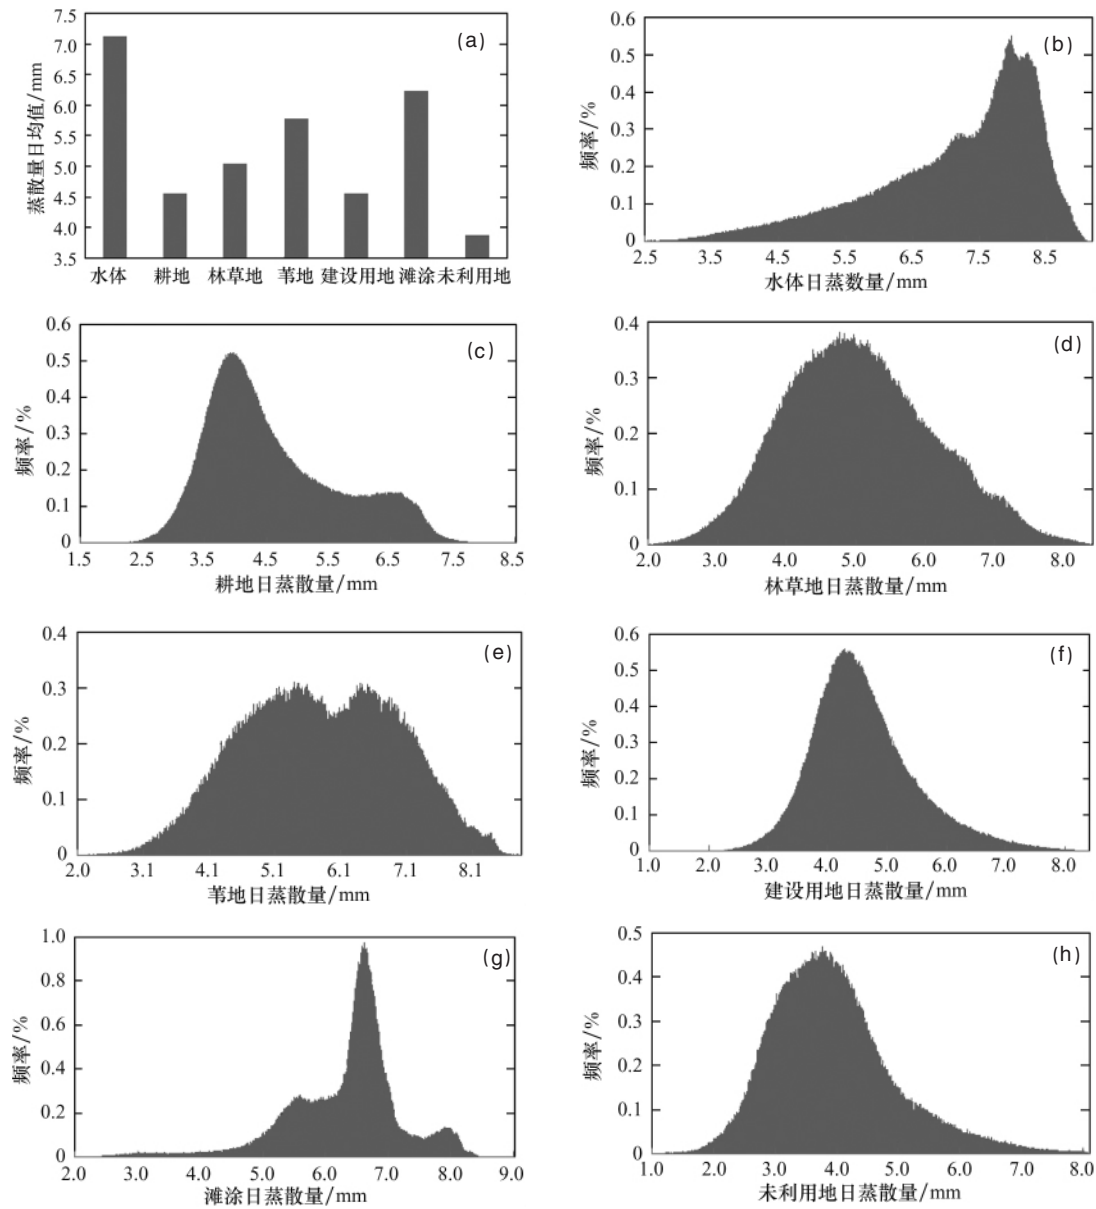 7.5
7.0
6.5
6.0
5.5
5.0
4.5
4.0
3.5
蒸散量日均值/mm
(a)
水体 耕地 林草地 苇地 建设用地 滩涂 未利用地
0.6
0.5
0.4
0.3
0.2
0.1
0
频率/%
(b)
2.5 3.5 4.5 5.5 6.5 7.5 8.5
水体日蒸数量/mm
0.6
0.5
0.4
0.3
0.2
0.1
0
频率/%
(c)
1.5 2.5 3.5 4.5 5.5 6.5 7.5 8.5
耕地日蒸散量/mm
0.4
0.3
0.2
0.1
0
频率/%
(d)
2.0 3.0 4.0 5.0 6.0 7.0 8.0
林草地日蒸散量/mm
0.4
0.3
0.2
0.1
0
频率/%
(e)
2.0 3.1 4.1 5.1 6.1 7.1 8.1
苇地日蒸散量/mm
0.6
0.5
0.4
0.3
0.2
0.1
0
频率/%
(f)
1.0 2.0 3.0 4.0 5.0 6.0 7.0 8.0
建设用地日蒸散量/mm
1.0
0.8
0.6
0.4
0.2
0
频率/%
(g)
2.0 3.0 4.0 5.0 6.0 7.0 8.0 9.0
滩涂日蒸散量/mm
0.5
0.4
0.3
0.2
0.1
0
频率/%
(h)
1.0 2.0 3.0 4.0 5.0 6.0 7.0 8.0
未利用地日蒸散量/mm